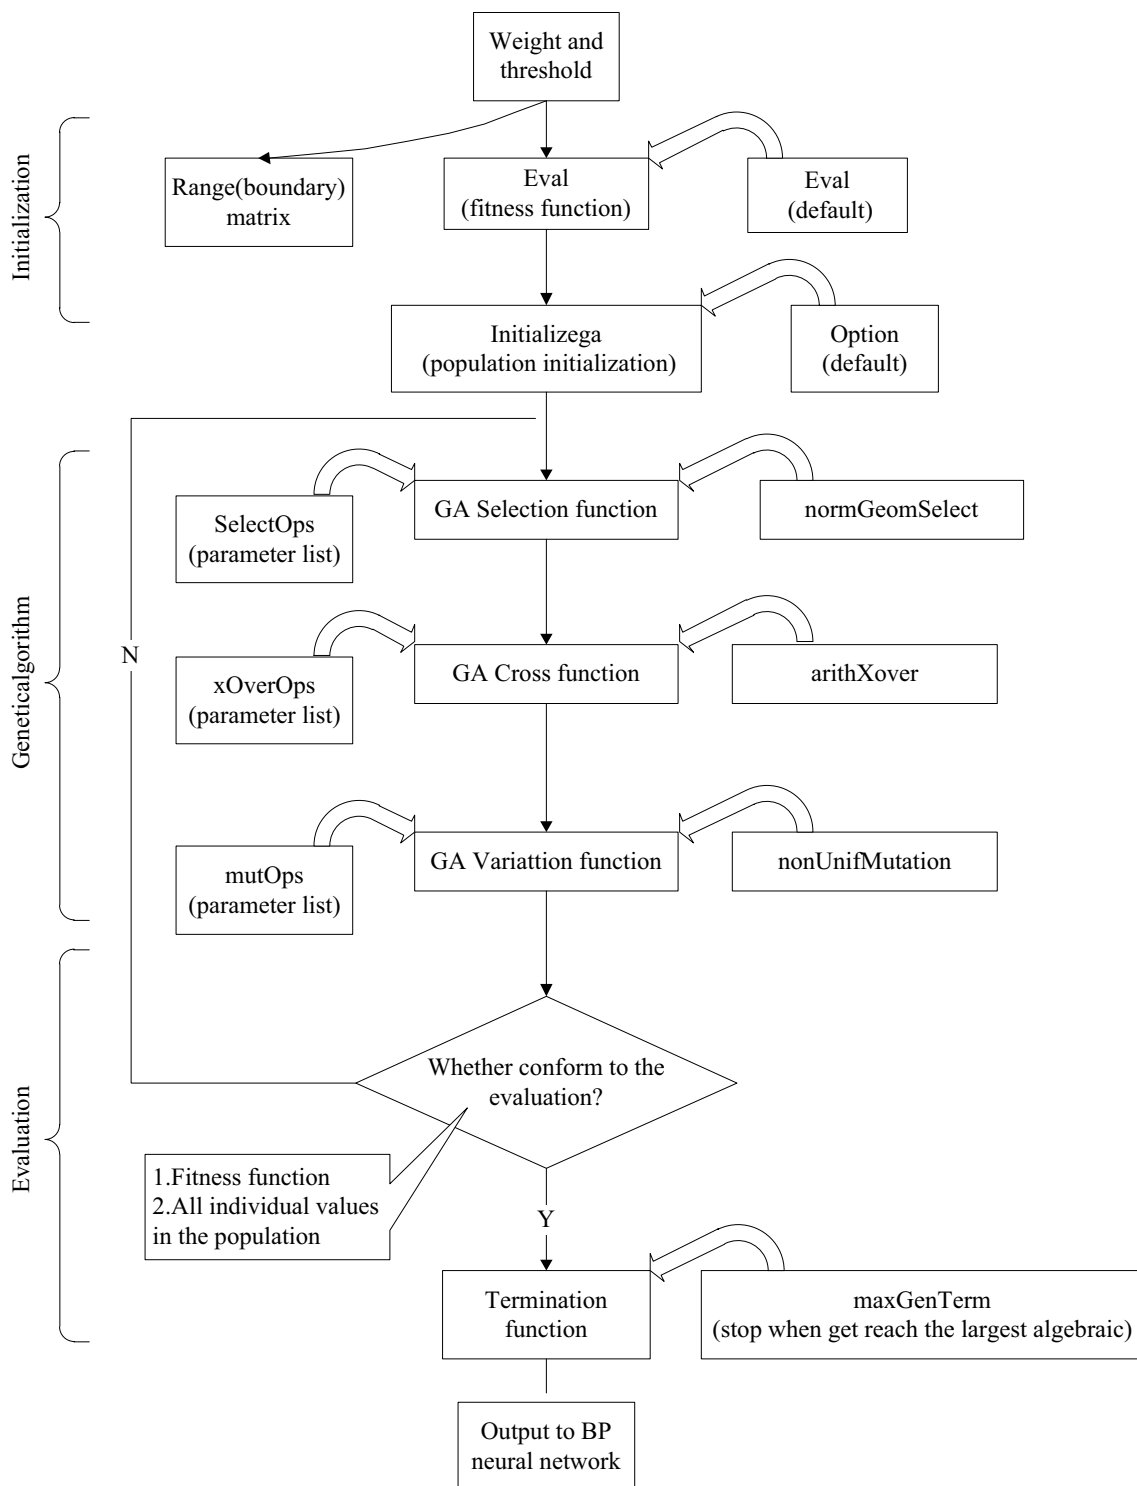 Weight and
threshold
Initialization
Range(boundary)
matrix
Eval
(fitness function)
Eval
(default)
Initializega
(population initialization)
Option
(default)
Geneticalgorithm
SelectOps
(parameter list)
GA Selection function
normGeomSelect
N
xOverOps
(parameter list)
GA Cross function
arithXover
mutOps
(parameter list)
GA Variattion function
nonUnifMutation
Evaluation
Whether conform to the
evaluation?
1.Fitness function
2.All individual values
in the population
Y
Termination
function
maxGenTerm
(stop when get reach the largest algebraic)
Output to BP
neural network